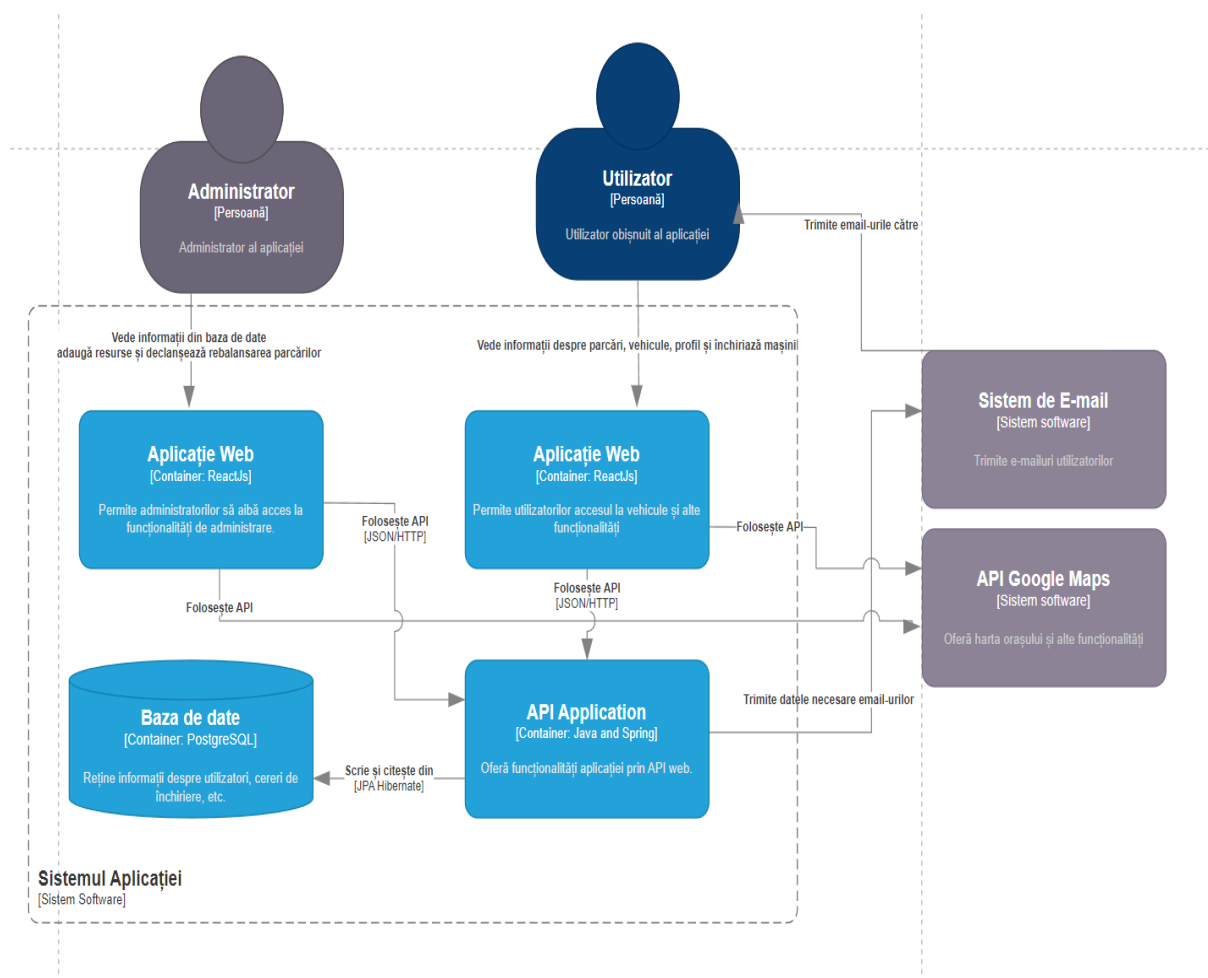 Administrator
[Persoană]
Administrator al aplicației
Utilizator
[Persoană]
Utilizator obișnuit al aplicației
Trimite email-urile către
Vede informații din baza de date
adaugă resurse și declanșează rebalansarea parcărilor
Vede informații despre parcări, vehicule, profil și închiriază mașini
Sistem de E-mail
[Sistem software]
Trimite e-mailuri utilizatorilor
Aplicație Web
[Container: ReactJs]
Permite administratorilor să aibă acces la
funcționalități de administrare.
Aplicație Web
[Container: ReactJs]
Permite utilizatorilor accesul la vehicule și alte
funcționalități
Folosește API
[JSON/HTTP]
Folosește API
API Google Maps
[Sistem software]
Oferă harta orașului și alte funcționalități
Folosește API
[JSON/HTTP]
Folosește API
Baza de date
[Container: PostgreSQL]
Reține informații despre utilizatori, cereri de
închiriere, etc.
API Application
[Container: Java and Spring]
Oferă funcționalități aplicației prin API web.
Trimite datele necesare email-urilor
Scrie și citește din
[JPA Hibernate]
Sistemul Aplicației
[Sistem Software]